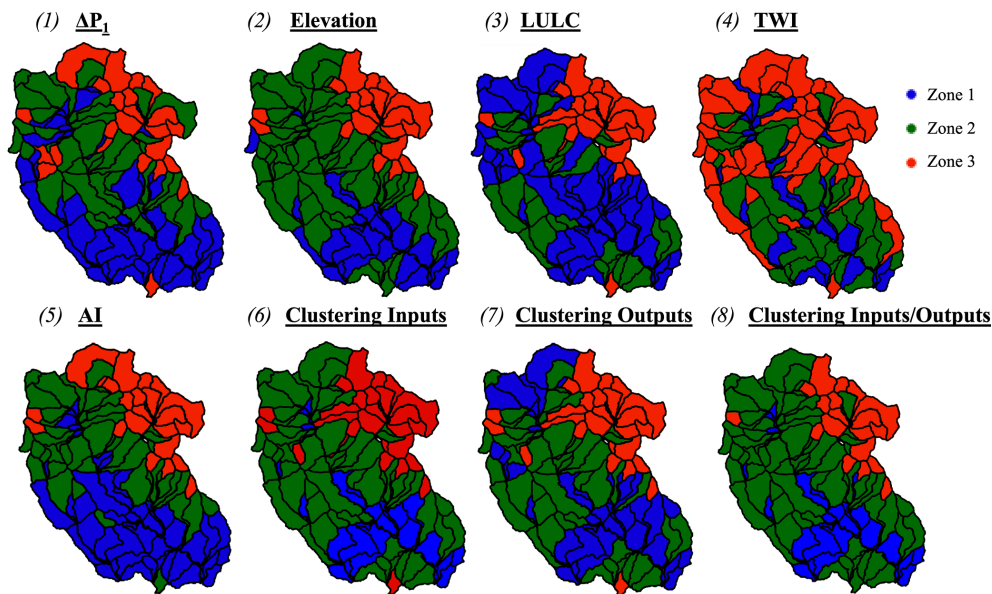 (1) ΔP1 (2) Elevation (3) LULC (4) TWI
Zone 1
Zone 2
Zone 3
(5) AI (6) Clustering Inputs (7) Clustering Outputs (8) Clustering Inputs/Outputs